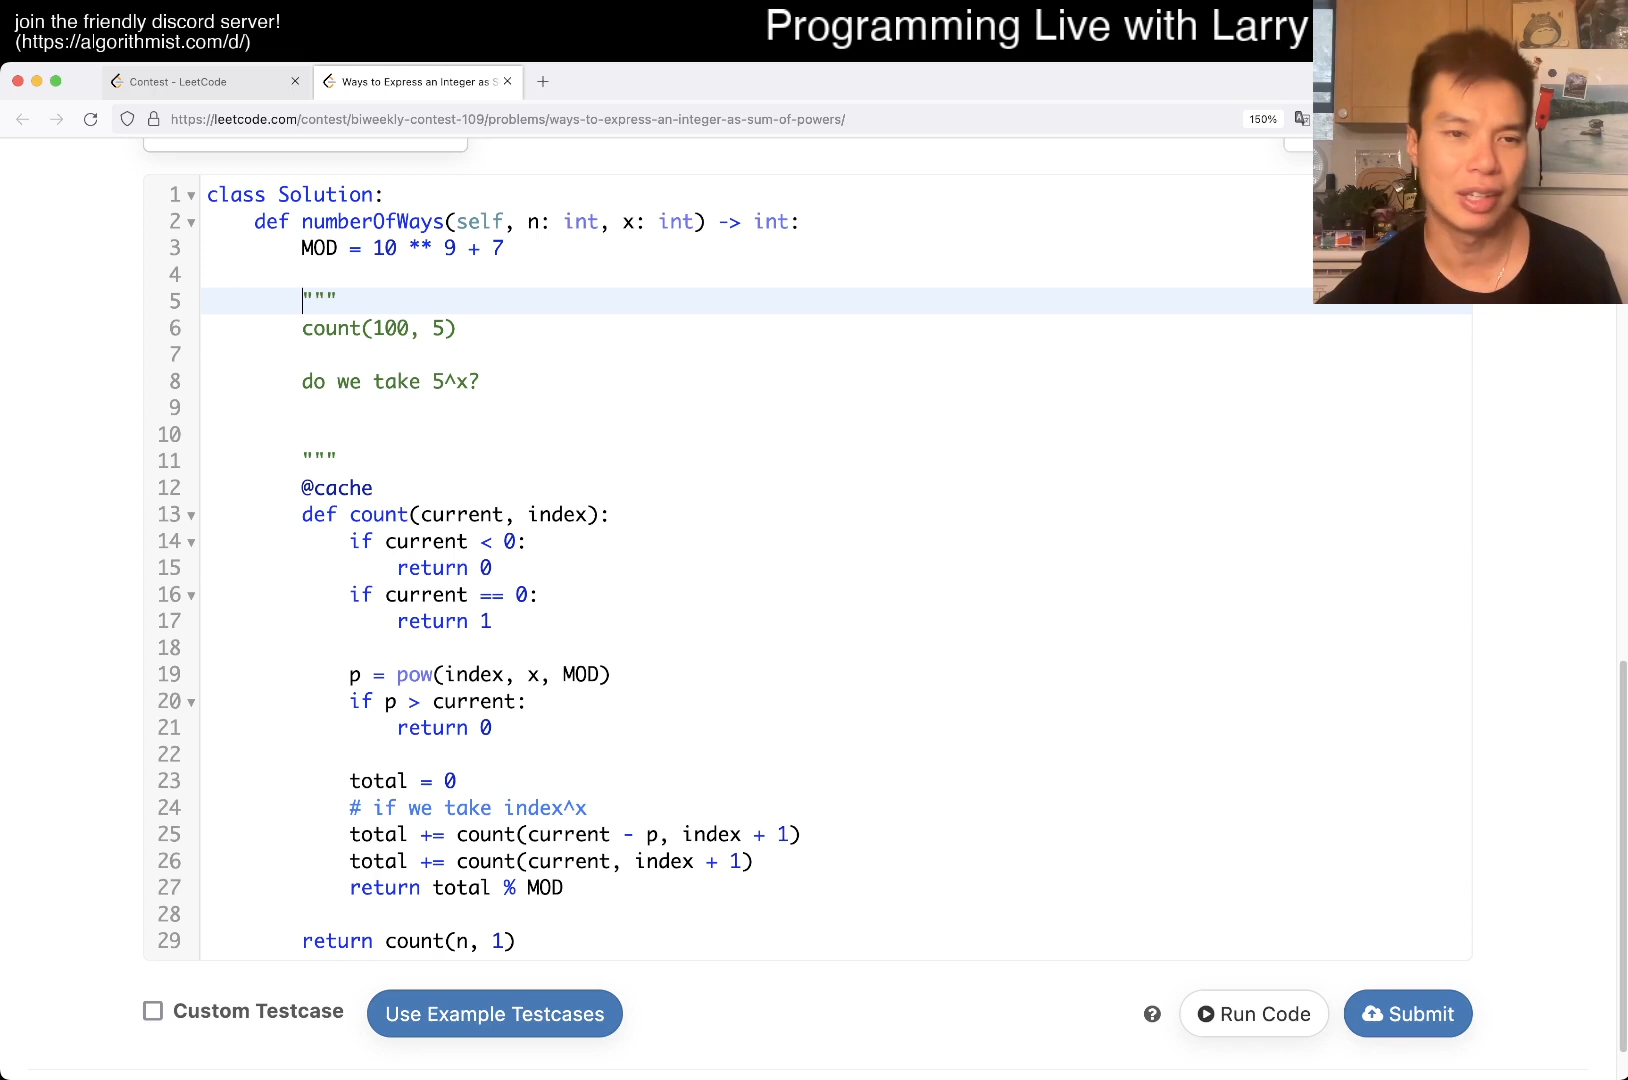 join the friendly discord server!
(https://algorithmist.com/d/)
Programming Live with Larry
Contest - LeetCode
Ways to Express an Integer as S
https://leetcode.com/contest/biweekly-contest-109/problems/ways-to-express-an-integer-as-sum-of-powers/
150%
1 class Solution:
2 def numberOfWays(self, n: int, x: int) -> int:
3 MOD = 10 ** 9 + 7
4
5 """
6 count(100, 5)
7
8 do we take 5^x?
9
10
11 """
12 @cache
13 def count(current, index):
14 if current < 0:
15 return 0
16 if current == 0:
17 return 1
18
19 p = pow(index, x, MOD)
20 if p > current:
21 return 0
22
23 total = 0
24 # if we take index^x
25 total += count(current - p, index + 1)
26 total += count(current, index + 1)
27 return total % MOD
28
29 return count(n, 1)
Custom Testcase
Use Example Testcases
Run Code
Submit